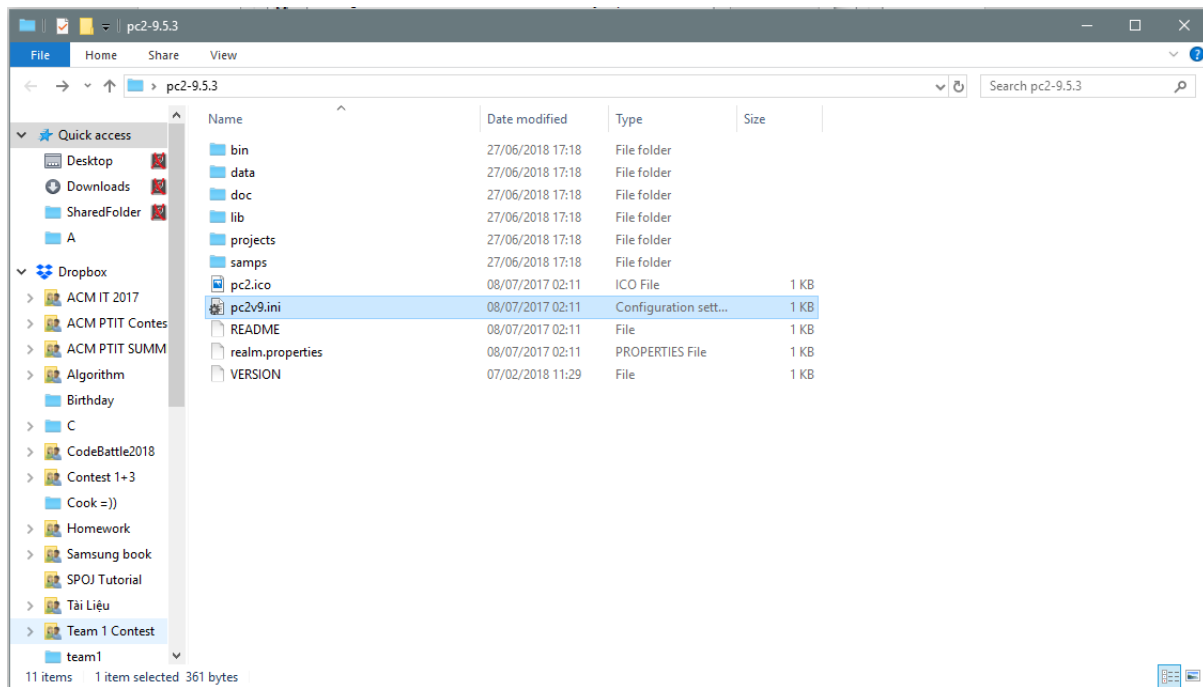 pc2-9.5.3
File Home Share View
pc2-9.5.3 Search pc2-9.5.3
Name Date modified Type Size
Quick access
Desktop
Downloads
SharedFolder
A
Dropbox
ACM IT 2017
ACM PTIT Contes
ACM PTIT SUMM
Algorithm
Birthday
C
CodeBattle2018
Contest 1+3
Cook =))
Homework
Samsung book
SPOJ Tutorial
Tài Liệu
Team 1 Contest
team1
bin 27/06/2018 17:18 File folder
data 27/06/2018 17:18 File folder
doc 27/06/2018 17:18 File folder
lib 27/06/2018 17:18 File folder
projects 27/06/2018 17:18 File folder
samps 27/06/2018 17:18 File folder
pc2.ico 08/07/2017 02:11 ICO File 1 KB
pc2v9.ini 08/07/2017 02:11 Configuration sett... 1 KB
README 08/07/2017 02:11 File 1 KB
realm.properties 08/07/2017 02:11 PROPERTIES File 1 KB
VERSION 07/02/2018 11:29 File 1 KB
11 items 1 item selected 361 bytes